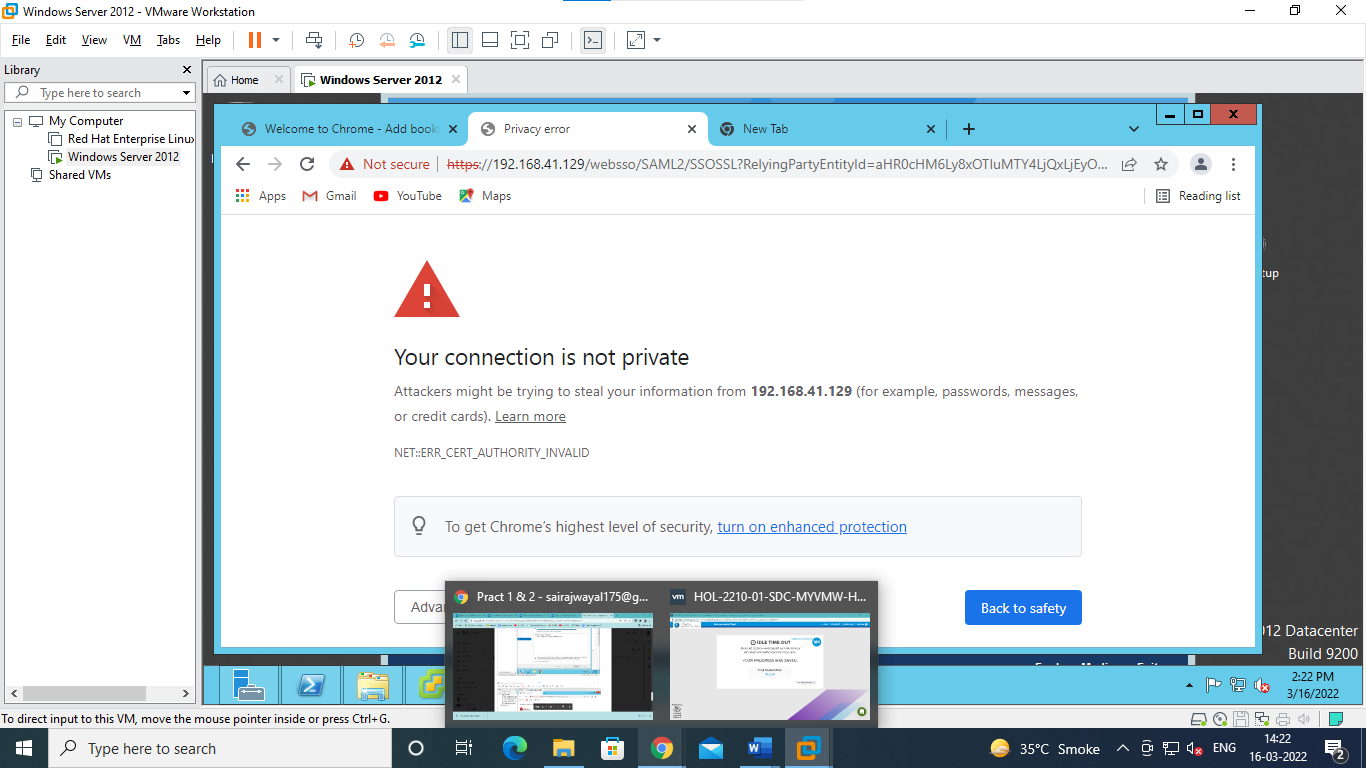 Windows Server 2012 - VMware Workstation
File Edit View VM Tabs Help
Library
Home
Windows Server 2012
Type here to search
My Computer
Red Hat Enterprise Linux
Windows Server 2012
Shared VMs
Welcome to Chrome - Add book
Privacy error
New Tab
Not secure https://192.168.41.129/websso/SAML2/SSOSSL?RelyingPartyEntityId=aHR0cHM6Ly8xOTIuMTY4LjQxLjEyO...
Apps Gmail YouTube Maps Reading list
Your connection is not private
Attackers might be trying to steal your information from 192.168.41.129 (for example, passwords, messages,
or credit cards). Learn more
NET::ERR_CERT_AUTHORITY_INVALID
To get Chrome's highest level of security, turn on enhanced protection
Advan
Back to safety
tup
Pract 1 & 2 - sairajwayal175@g...
HOL-2210-01-SDC-MYVMW-H...
IDLE TIME OUT
012 Datacenter
Build 9200
2:22 PM
3/16/2022
To direct input to this VM, move the mouse pointer inside or press Ctrl+G.
Type here to search
35°C Smoke
ENG
14:22
16-03-2022
2